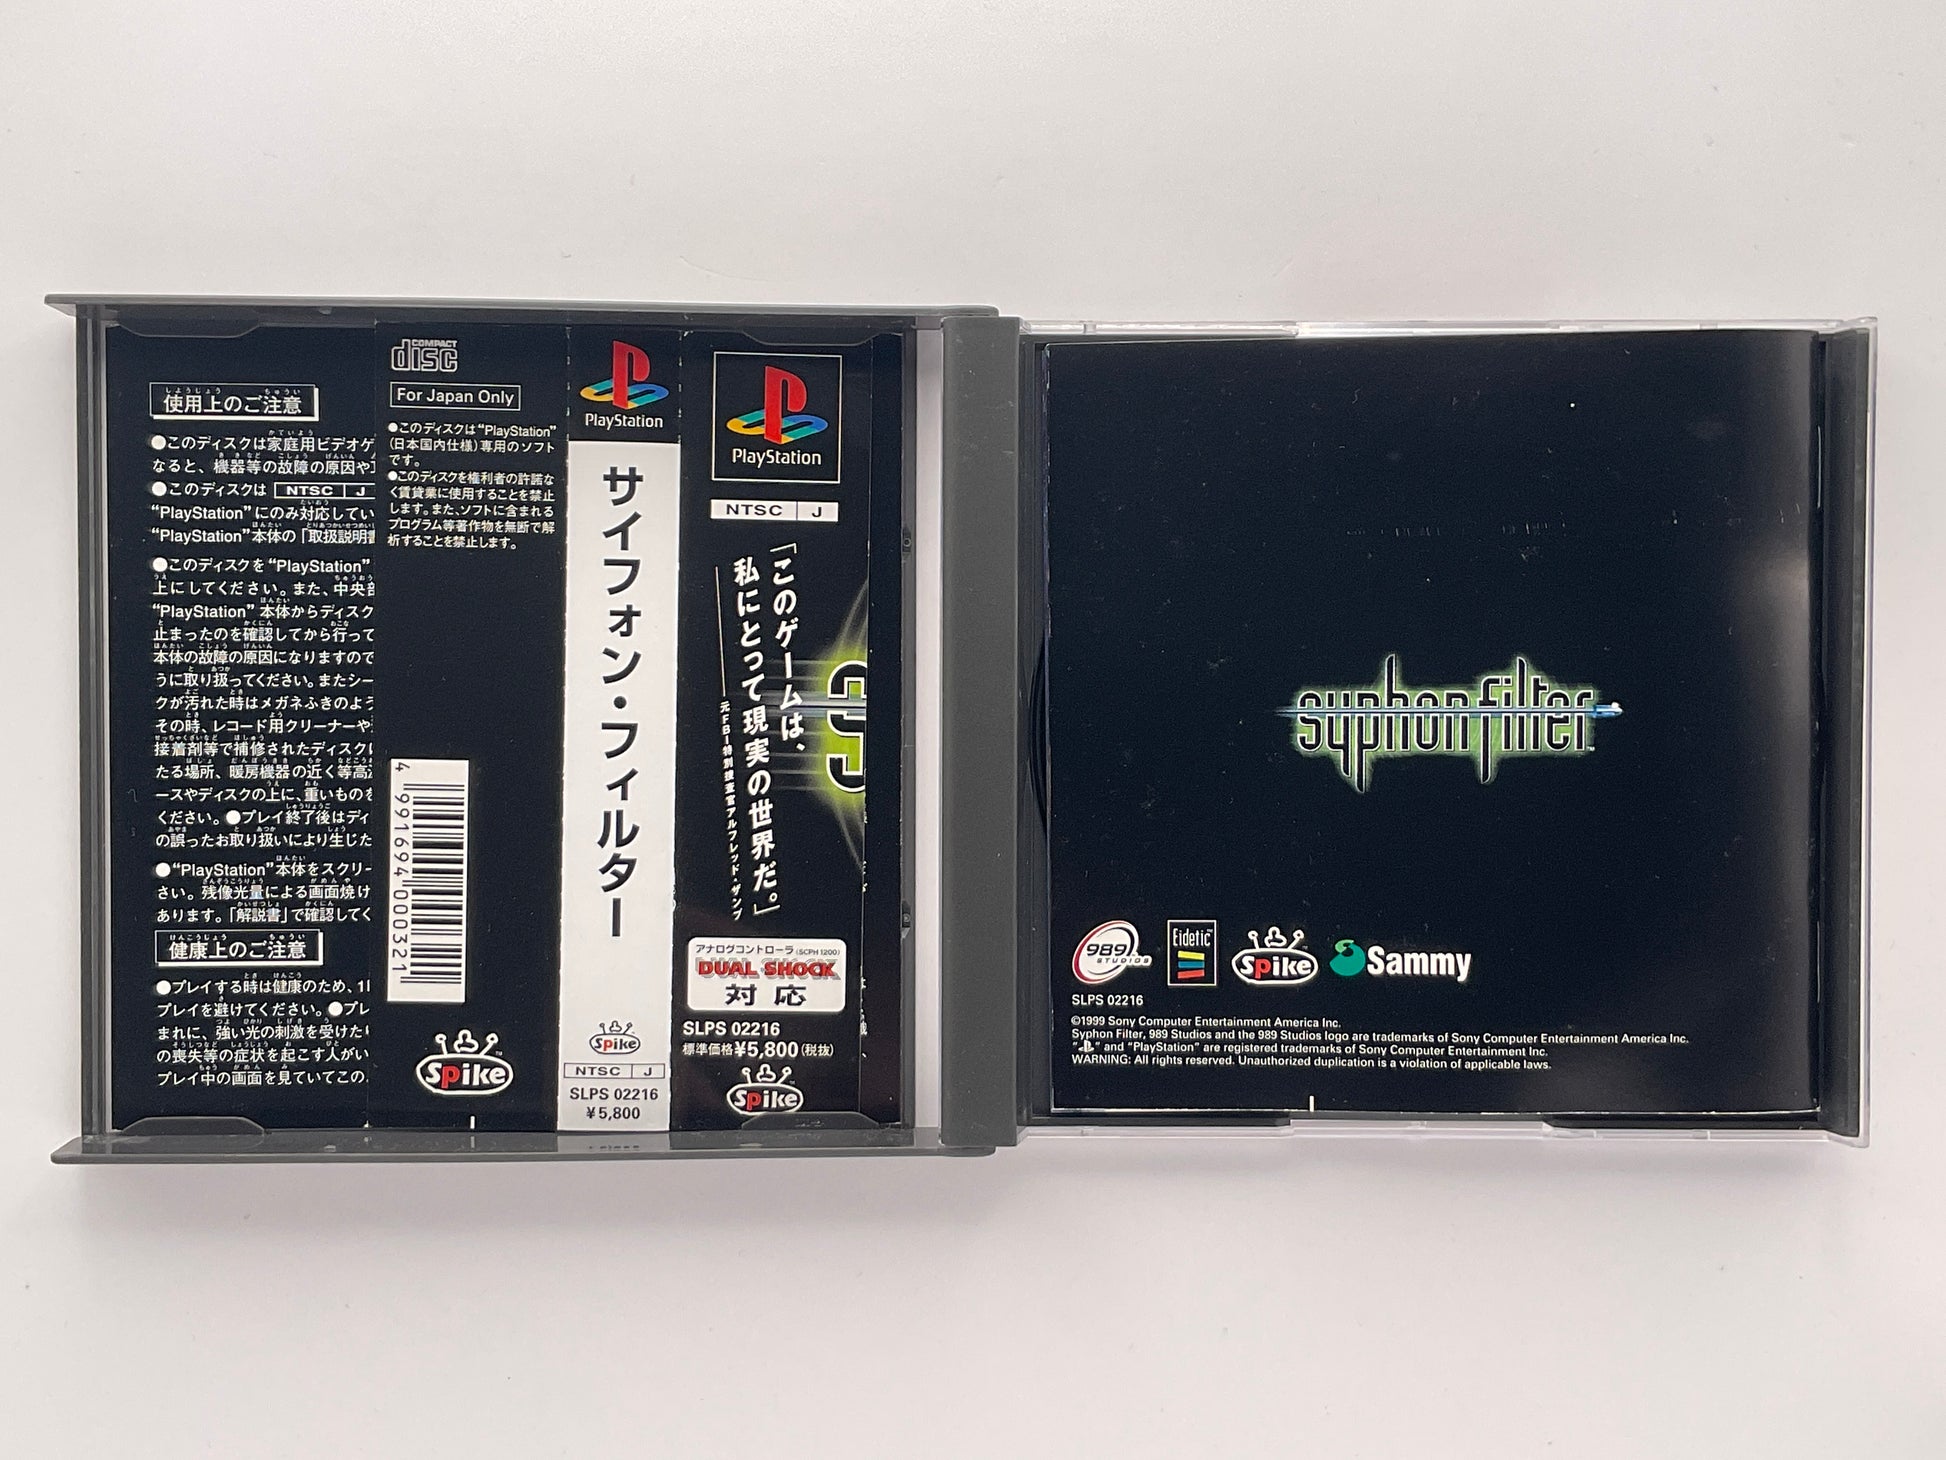 使用上のご注意
●このディスクは家庭用ビデオゲ
なると、機器等の故障の原因や
●このディスクは NTSC J
“PlayStation”にのみ対応してい
“PlayStation”本体の「取扱説明書
●このディスクを“PlayStation”
上にしてください。また、中央部
“PlayStation”本体からディスク
止まったのを確認してから行って
本体の故障の原因になりますので
うに取り扱ってください。またシー
クが汚れた時はメガネふきのよう
その時、レコード用クリーナーや
接着剤等で補修されたディスクは
たる場所、暖房機器の近く等高温
ースやディスクの上に、重いものを
ください。●プレイ終了後はディ
の誤ったお取り扱いにより生じた
●“PlayStation”本体をスクリー
さい。残像光量による画面焼け
あります。「解説書」で確認してく
健康上のご注意
●プレイする時は健康のため、1
プレイを避けてください。●プレ
まれに、強い光の刺激を受けたり
の喪失等の症状を起こす人がい
プレイ中の画面を見ていてこの
COMPACT
disc
For Japan Only
●このディスクは“PlayStation”
(日本国内仕様)専用のソフト
です。
●このディスクを権利者の許諾な
く賃貸業に使用することを禁止
します。また、ソフトに含まれる
プログラム等著作物を無断で解
析することを禁止します。
4 991694 000321
Spike
PlayStation
サイフォン・フィルター
Spike
NTSC J
SLPS 02216
¥5,800
PlayStation
NTSC J
「このゲームは、
私にとって現実の世界だ。」
元FBI特別捜査官アルフレッド・ザンブ
アナログコントローラ(SCPH 1200)
DUAL SHOCK
対応
SLPS 02216
標準価格¥5,800(税抜)
Spike
syphon filter
989 STUDIOS
Eidetic
Spike
Sammy
SLPS 02216
©1999 Sony Computer Entertainment America Inc.
Syphon Filter, 989 Studios and the 989 Studios logo are trademarks of Sony Computer Entertainment America Inc.
“ ” and “PlayStation” are registered trademarks of Sony Computer Entertainment Inc.
WARNING: All rights reserved. Unauthorized duplication is a violation of applicable laws.